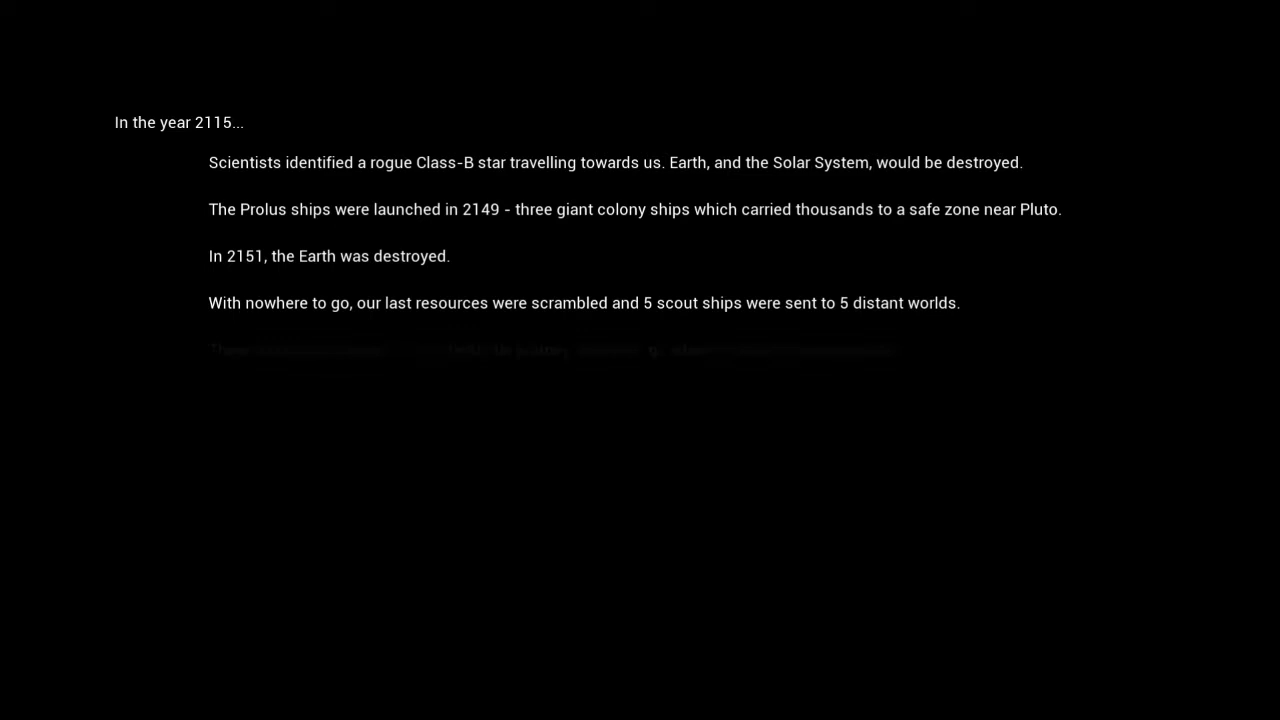 In the year 2115...
Scientists identified a rogue Class-B star travelling towards us. Earth, and the Solar System, would be destroyed.
The Prolus ships were launched in 2149 - three giant colony ships which carried thousands to a safe zone near Pluto.
In 2151, the Earth was destroyed.
With nowhere to go, our last resources were scrambled and 5 scout ships were sent to 5 distant worlds.